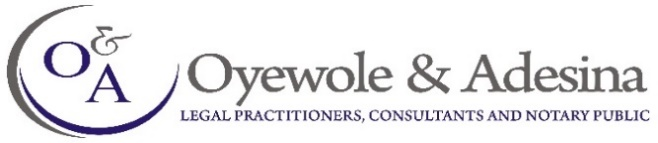 O&A
Oyewole & Adesina
LEGAL PRACTITIONERS, CONSULTANTS AND NOTARY PUBLIC